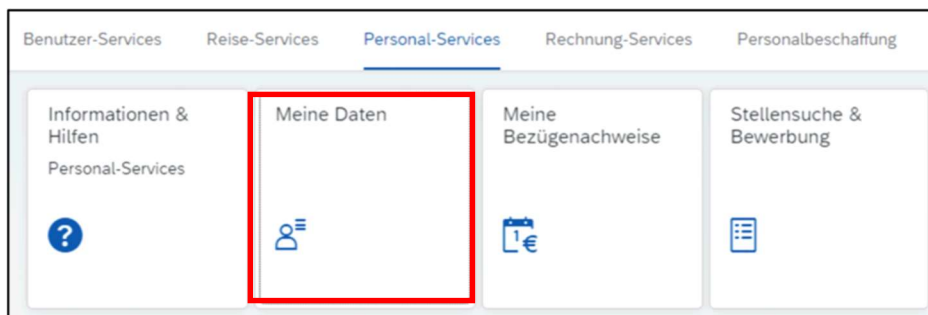 Benutzer-Services Reise-Services Personal-Services Rechnung-Services Personalbeschaffung
Informationen &
Hilfen
Personal-Services
?
Meine Daten
Meine
Bezügenachweise
1 €
Stellensuche &
Bewerbung